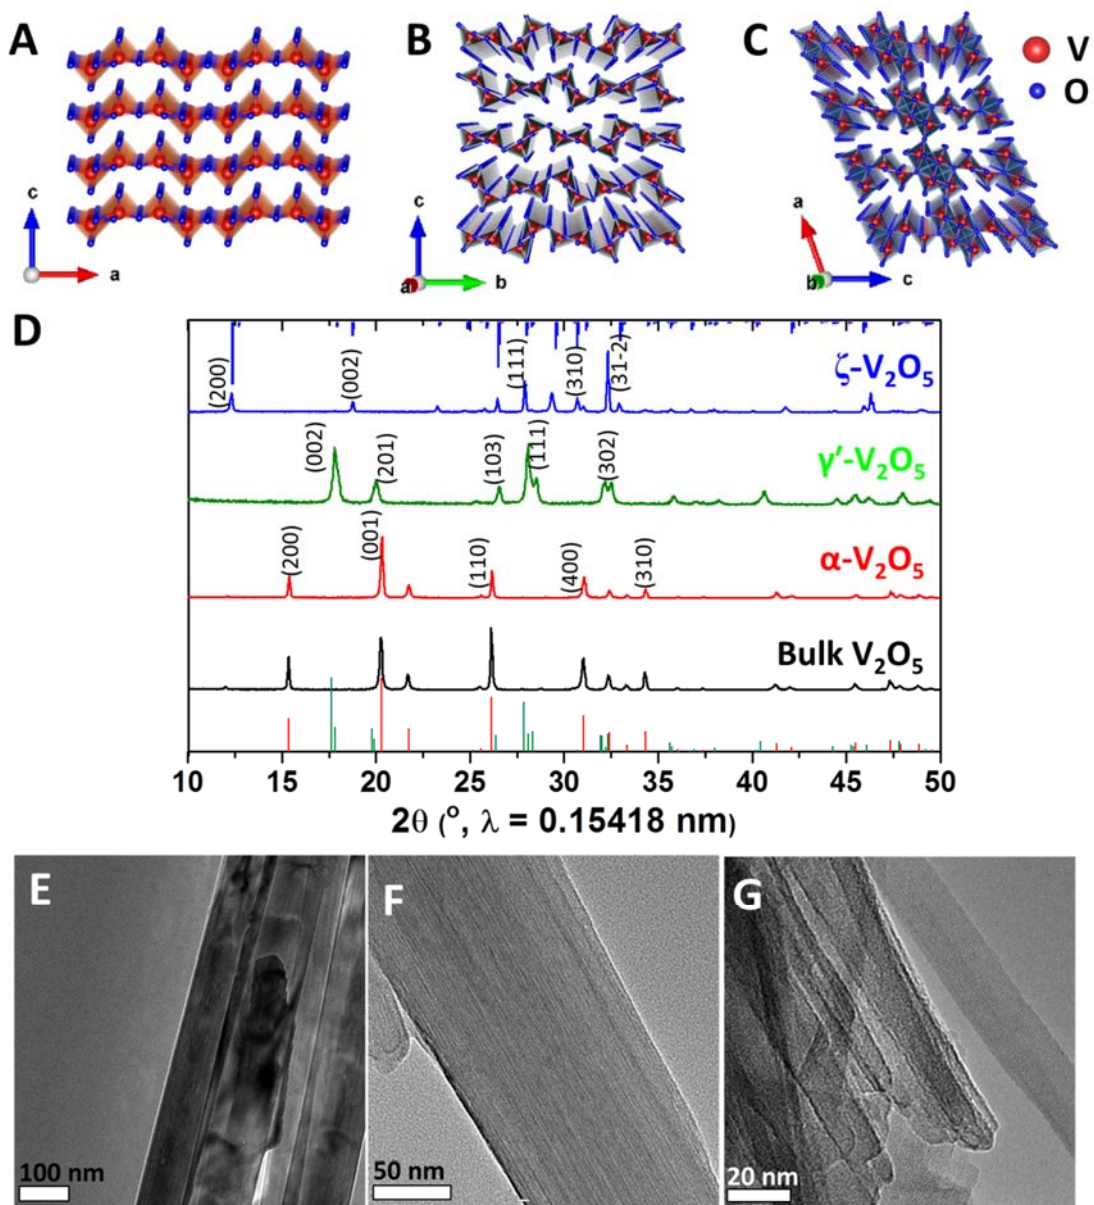 A
B
C
V
O
c
a
c
a
b
a
b
c
D
(200)
(002)
(111)
(310)
(31-2)
ζ-V₂O₅
(002)
(201)
(103)
(111)
(302)
γ′-V₂O₅
(200)
(001)
(110)
(400)
(310)
α-V₂O₅
Bulk V₂O₅
10 15 20 25 30 35 40 45 50
2θ (°, λ = 0.15418 nm)
E
F
G
100 nm
50 nm
20 nm